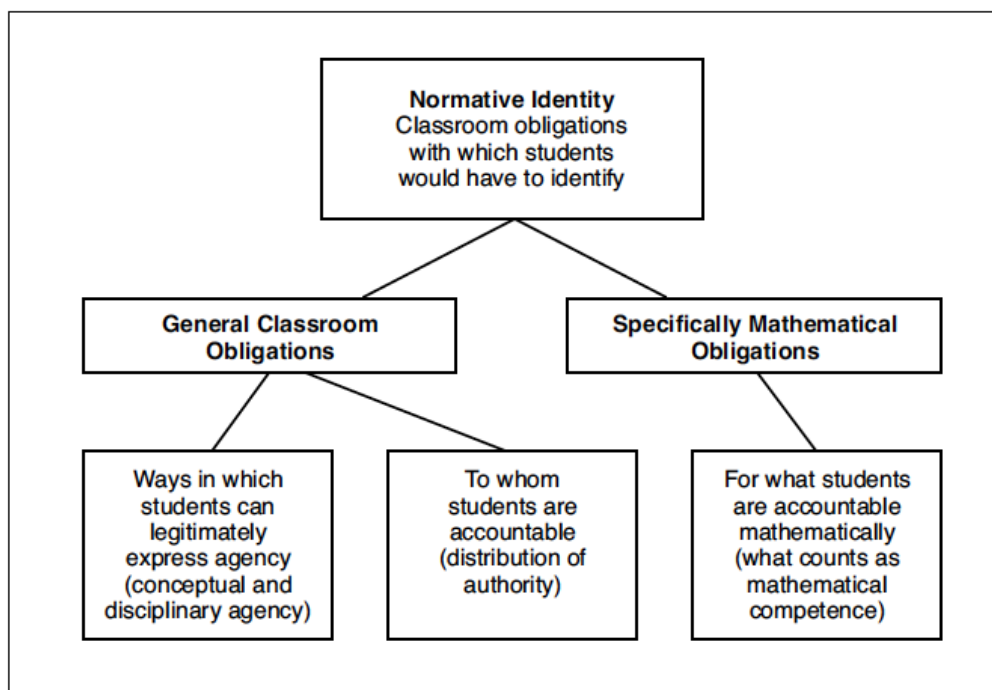 Normative Identity
Classroom obligations
with which students
would have to identify
General Classroom
Obligations
Specifically Mathematical
Obligations
Ways in which
students can
legitimately
express agency
(conceptual and
disciplinary agency)
To whom
students are
accountable
(distribution of
authority)
For what students
are accountable
mathematically
(what counts as
mathematical
competence)